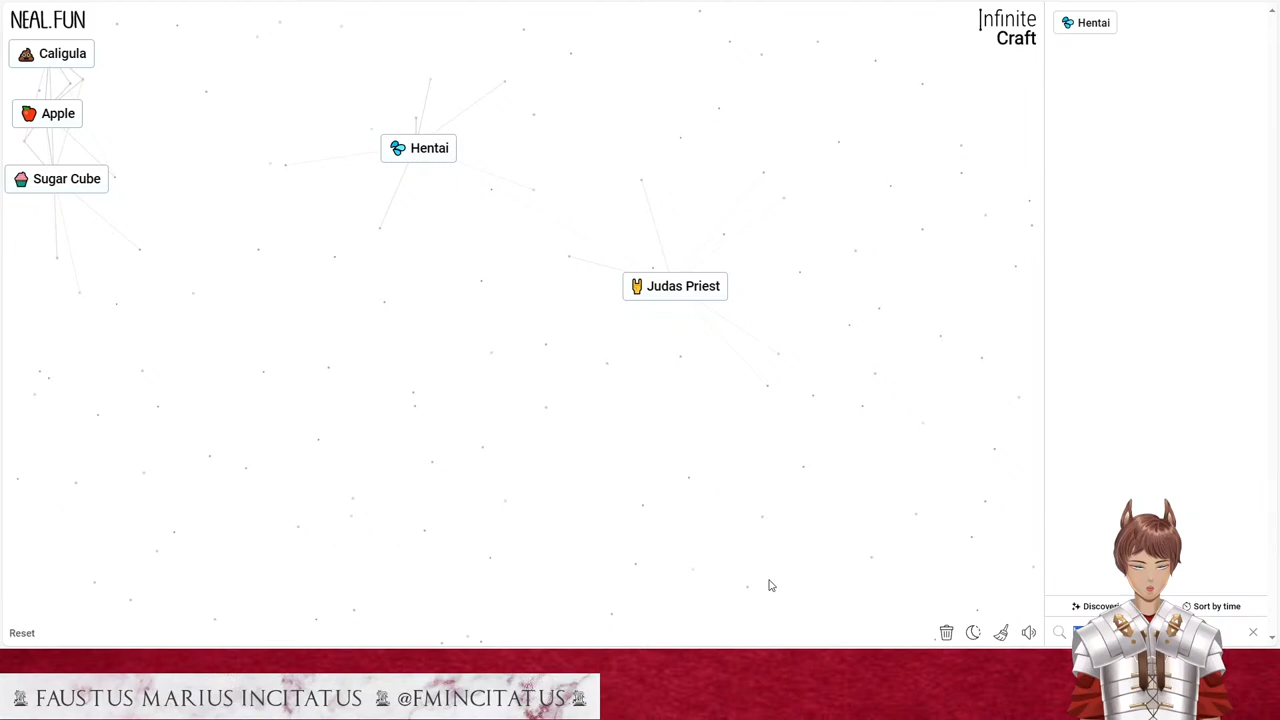 NEAL.FUN
Infinite
Craft
💩 Caligula
🍎 Apple
🧁 Sugar Cube
Hentai
🤘 Judas Priest
Hentai
Reset
Sort by time
FAUSTUS MARIUS INCITATUS @FMINCITATUS